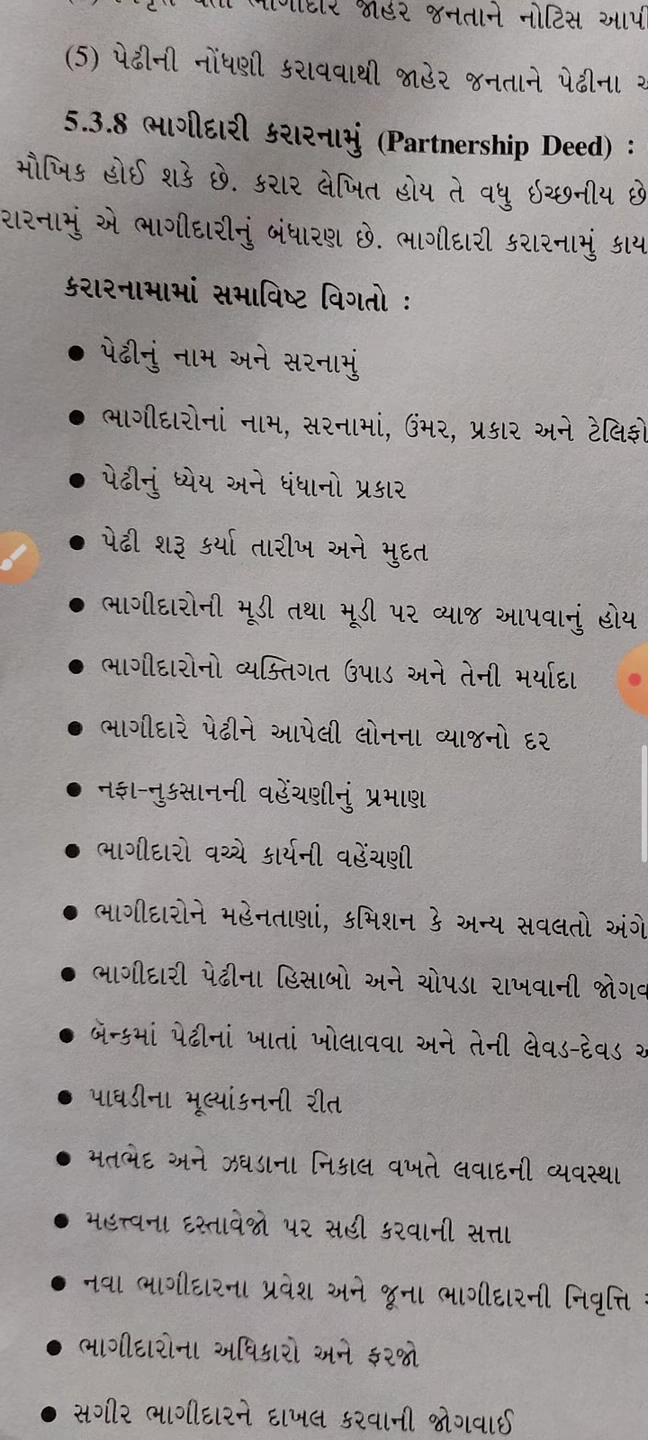 ભાગીદાર જાહેર જનતાને નોટિસ આપી
(5) પેઢીની નોંધણી કરાવવાથી જાહેર જનતાને પેઢીના
5.3.8 ભાગીદારી કરારનામું (Partnership Deed) :
મૌખિક હોઈ શકે છે. કરાર લેખિત હોય તે વધુ ઇચ્છનીય છે
રારનામું એ ભાગીદારીનું બંધારણ છે. ભાગીદારી કરારનામું કાય
કરારનામામાં સમાવિષ્ટ વિગતો :
● પેઢીનું નામ અને સરનામું
● ભાગીદારોનાં નામ, સરનામાં, ઉંમર, પ્રકાર અને ટેલિફો
● પેઢીનું ધ્યેય અને ધંધાનો પ્રકાર
● પેઢી શરૂ કર્યા તારીખ અને મુદત
● ભાગીદારોની મૂડી તથા મૂડી પર વ્યાજ આપવાનું હોય
● ભાગીદારોનો વ્યક્તિગત ઉપાડ અને તેની મર્યાદા
● ભાગીદારે પેઢીને આપેલી લોનના વ્યાજનો દર
● નફા-નુકસાનની વહેંચણીનું પ્રમાણ
● ભાગીદારો વચ્ચે કાર્યની વહેંચણી
● ભાગીદારોને મહેનતાણાં, કમિશન કે અન્ય સવલતો અંગે
● ભાગીદારી પેઢીના હિસાબો અને ચોપડા રાખવાની જોગવ
● બૅન્કમાં પેઢીનાં ખાતાં ખોલાવવા અને તેની લેવડ-દેવડ
● પાઘડીના મૂલ્યાંકનની રીત
● મતભેદ અને ઝઘડાના નિકાલ વખતે લવાદની વ્યવસ્થા
● મહત્ત્વના દસ્તાવેજો પર સહી કરવાની સત્તા
● નવા ભાગીદારના પ્રવેશ અને જૂના ભાગીદારની નિવૃત્તિ
● ભાગીદારોના અધિકારો અને ફરજો
● સગીર ભાગીદારને દાખલ કરવાની જોગવાઈ